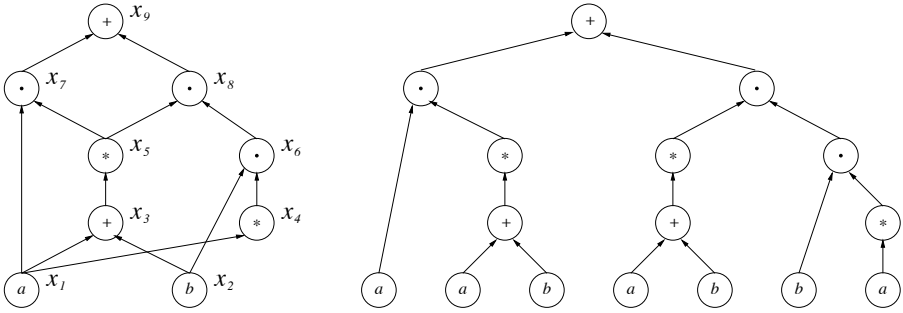 + x9 +
· x7 · x8 · ·
* x5 · x6 * * ·
+ x3 * x4 + + *
a x1 b x2 a a b a b b a